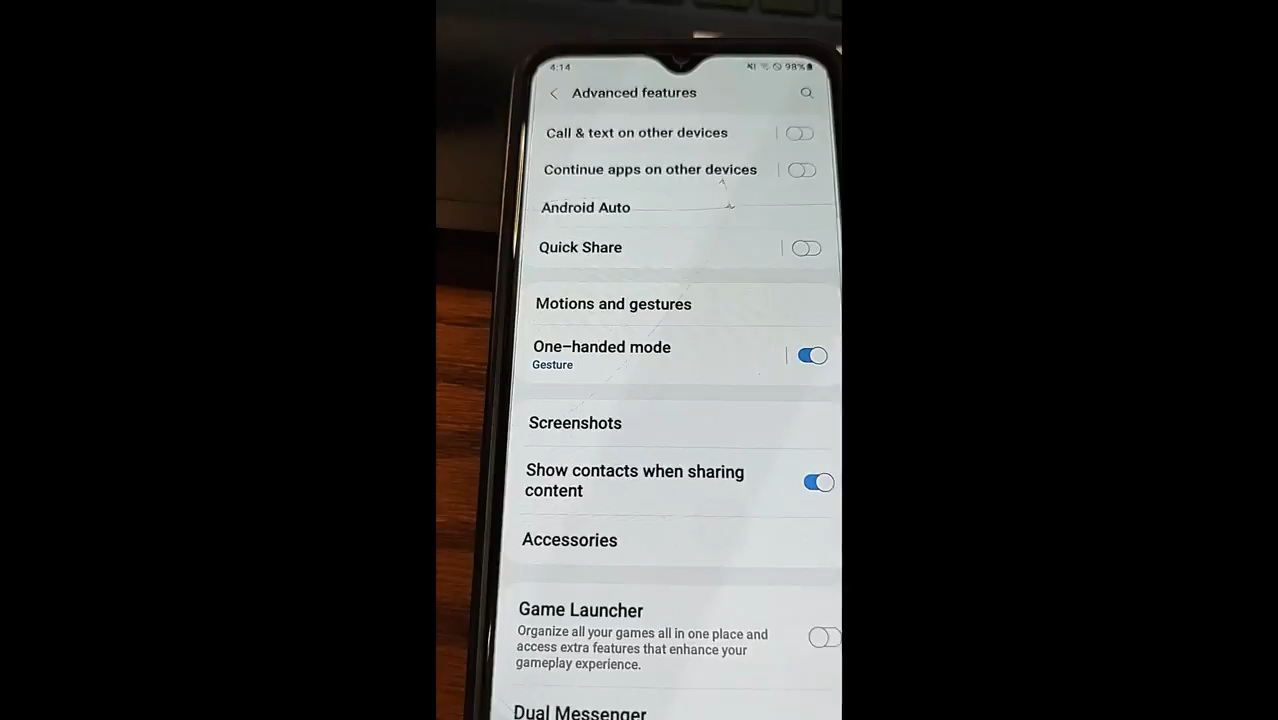 4:14
98%
Advanced features
Call & text on other devices
Continue apps on other devices
Android Auto
Quick Share
Motions and gestures
One-handed mode
Gesture
Screenshots
Show contacts when sharing
content
Accessories
Game Launcher
Organize all your games all in one place and
access extra features that enhance your
gameplay experience.
Dual Messenger